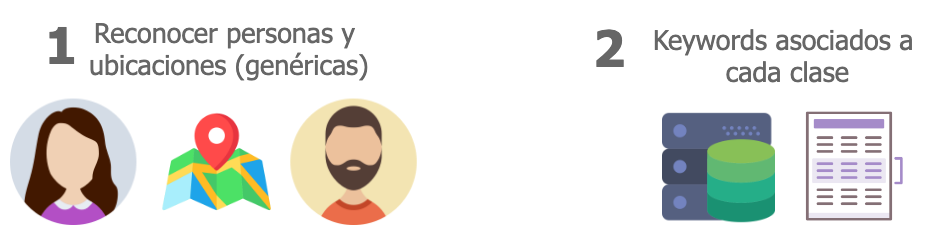 1
Reconocer personas y
ubicaciones (genéricas)
2
Keywords asociados a
cada clase